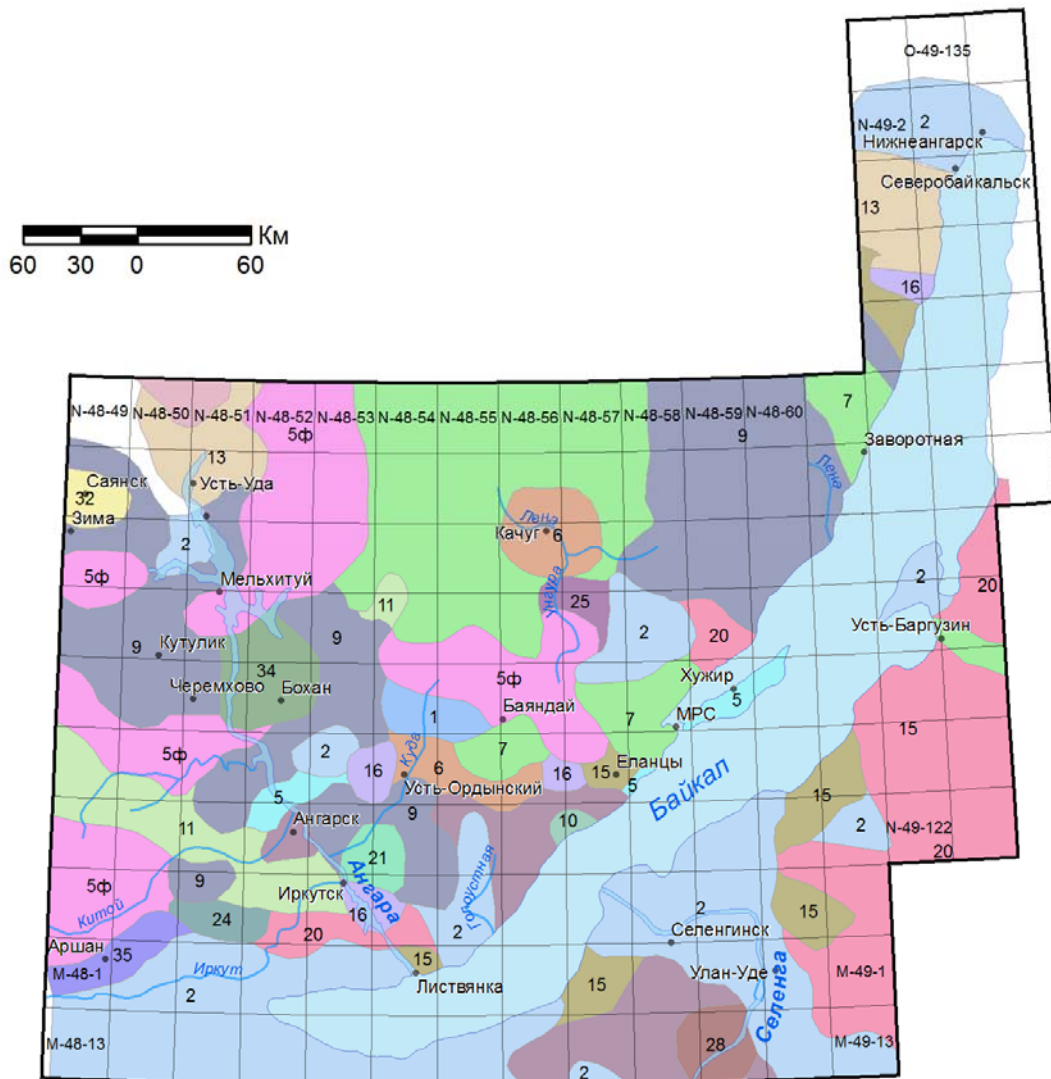 O-49-135
N-49-2
2
Нижнеангарск
Северобайкальск
13
Км
60 30 0 60
16
N-48-49
N-48-50
N-48-51
N-48-52
N-48-53
N-48-54
N-48-55
N-48-56
N-48-57
N-48-58
N-48-59
N-48-60
5ф
9
7
Заворотная
13
Лена
Саянск
32
Усть-Уда
Зима
Лена
Качуг
6
2
5ф
Мельхитуй
2
20
Унгура
25
11
Усть-Баргузин
9
Кутулик
9
2
20
34
Хужир
Черемхово
Бохан
5ф
5
1
Баяндай
7
МРС
15
5ф
2
7
Куда
16
6
16
15
Еланцы
Усть-Ордынский
5
Байкал
5
9
15
Ангарск
10
2
N-49-122
11
20
21
Ангара
9
Иркутск
5ф
Китой
Голоустная
24
16
2
15
20
2
Селенгинск
Аршан
35
15
M-48-1
Иркут
Листвянка
Улан-Уде
M-49-1
2
15
Селенга
M-48-13
28
M-49-13
2